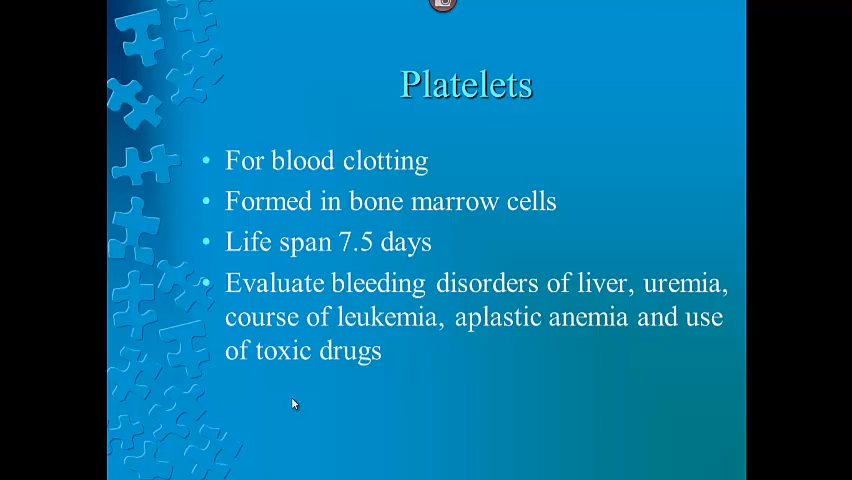 Platelets
• For blood clotting
• Formed in bone marrow cells
• Life span 7.5 days
• Evaluate bleeding disorders of liver, uremia,
course of leukemia, aplastic anemia and use
of toxic drugs